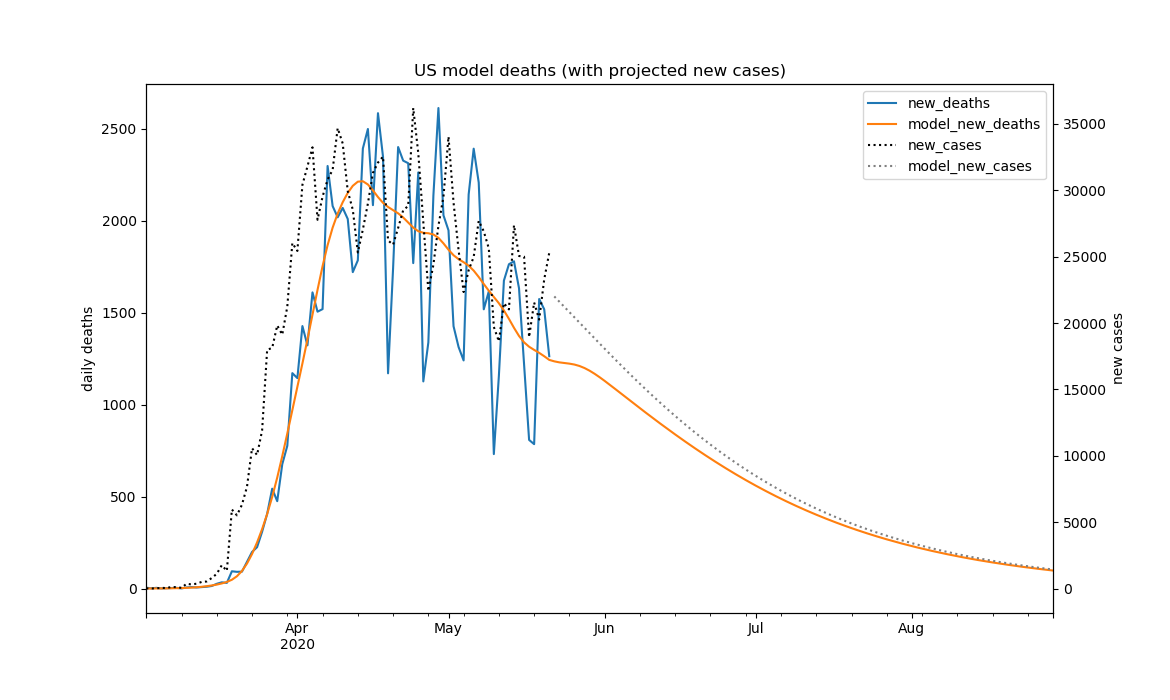 US model deaths (with projected new cases)
new_deaths
model_new_deaths
new_cases
model_new_cases
daily deaths
2500
2000
1500
1000
500
0
35000
30000
25000
20000
15000
10000
5000
0
new cases
Apr
2020
May
Jun
Jul
Aug